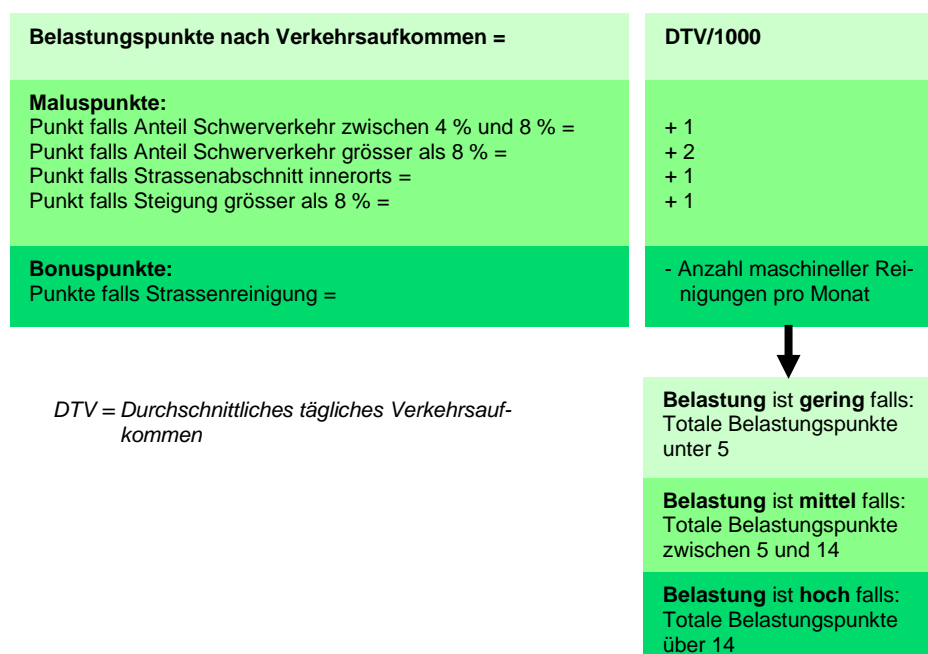 Belastungspunkte nach Verkehrsaufkommen = DTV/1000
Maluspunkte:
Punkt falls Anteil Schwerverkehr zwischen 4 % und 8 % = + 1
Punkt falls Anteil Schwerverkehr grösser als 8 % = + 2
Punkt falls Strassenabschnitt innerorts = + 1
Punkt falls Steigung grösser als 8 % = + 1
Bonuspunkte: - Anzahl maschineller Rei-
Punkte falls Strassenreinigung = nigungen pro Monat
DTV = Durchschnittliches tägliches Verkehrsauf-
kommen
Belastung ist gering falls:
Totale Belastungspunkte
unter 5
Belastung ist mittel falls:
Totale Belastungspunkte
zwischen 5 und 14
Belastung ist hoch falls:
Totale Belastungspunkte
über 14